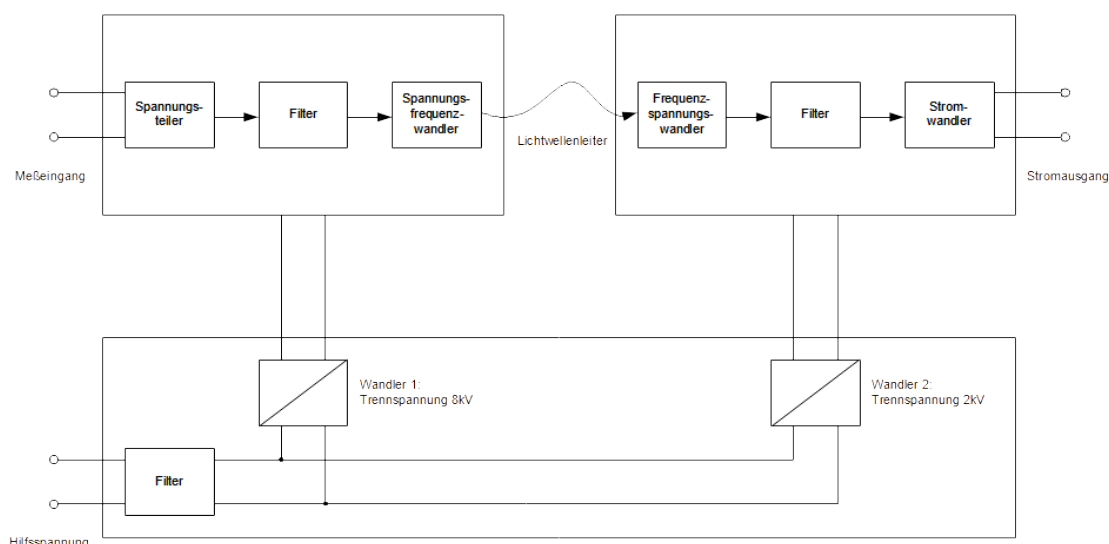 Spannungs-
teiler
Filter
Spannungs-
frequenz-
wandler
Lichtwellenleiter
Frequenz-
spannungs-
wandler
Filter
Strom-
wandler
Meßeingang
Stromausgang
Wandler 1:
Trennspannung 8kV
Wandler 2:
Trennspannung 2kV
Filter
Hilfsspannung